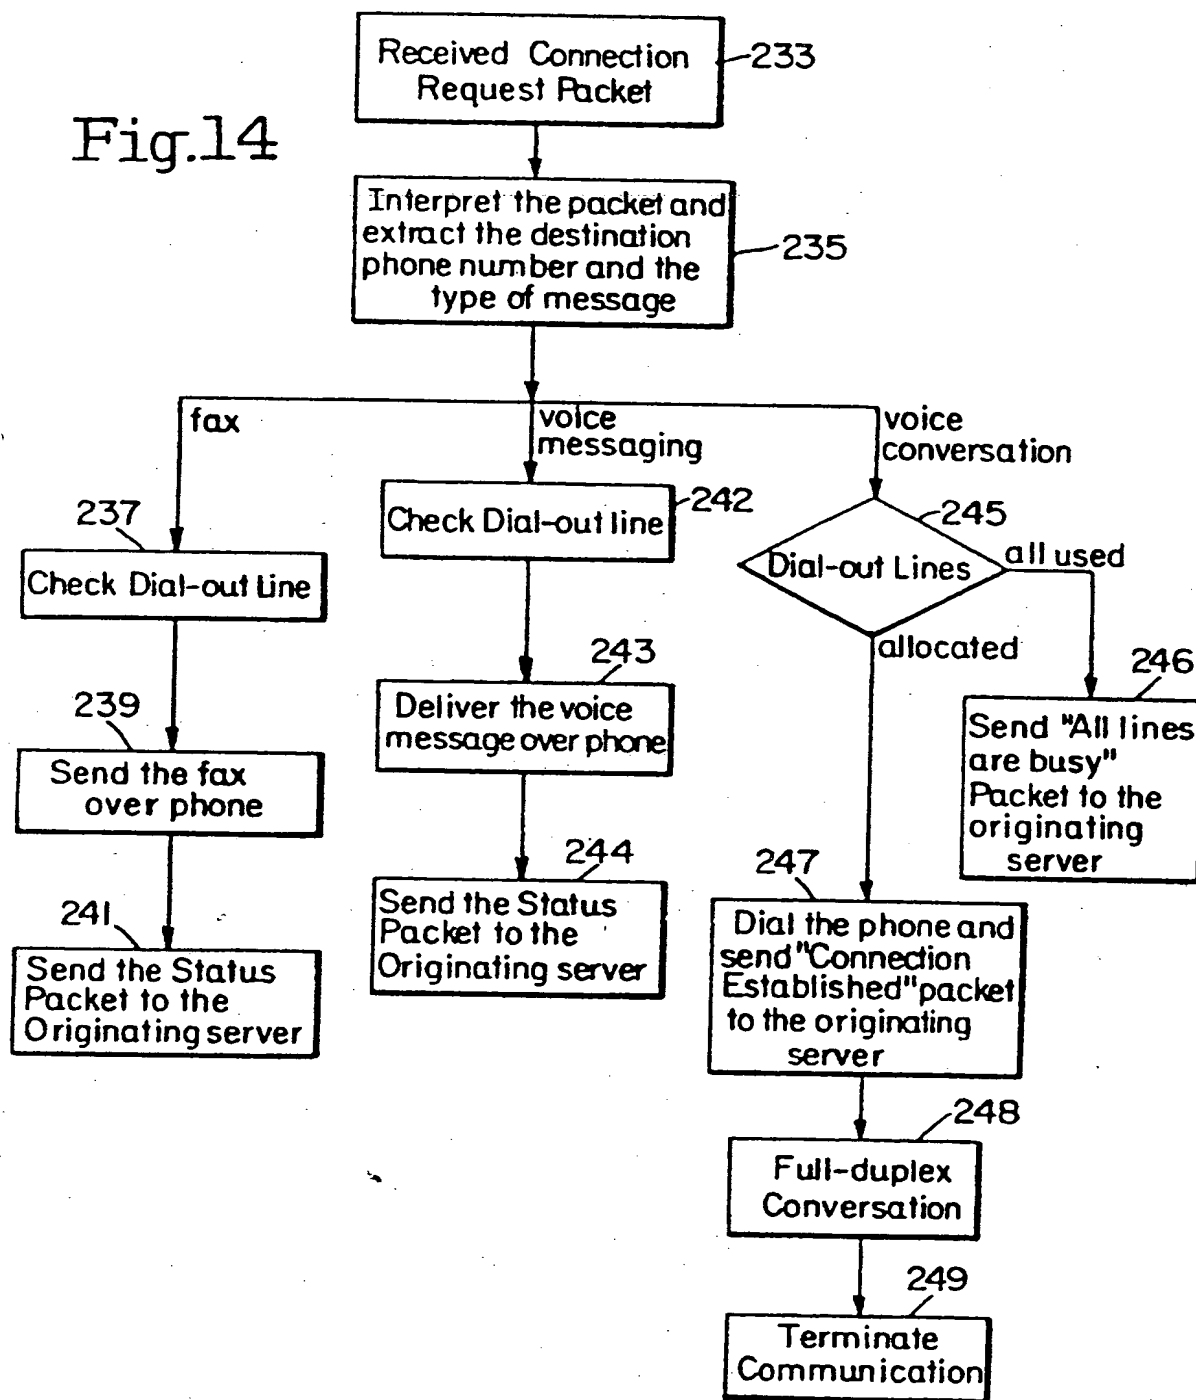 Fig.14
Received Connection
Request Packet
233
Interpret the packet and
extract the destination
phone number and the
type of message
235
fax
voice
messaging
voice
conversation
237
Check Dial-out Line
242
Check Dial-out line
245
Dial-out Lines
all used
allocated
239
Send the fax
over phone
243
Deliver the voice
message over phone
246
Send "All lines
are busy"
Packet to the
originating
server
241
Send the Status
Packet to the
Originating server
244
Send the Status
Packet to the
Originating server
247
Dial the phone and
send "Connection
Established" packet
to the originating
server
248
Full-duplex
Conversation
249
Terminate
Communication